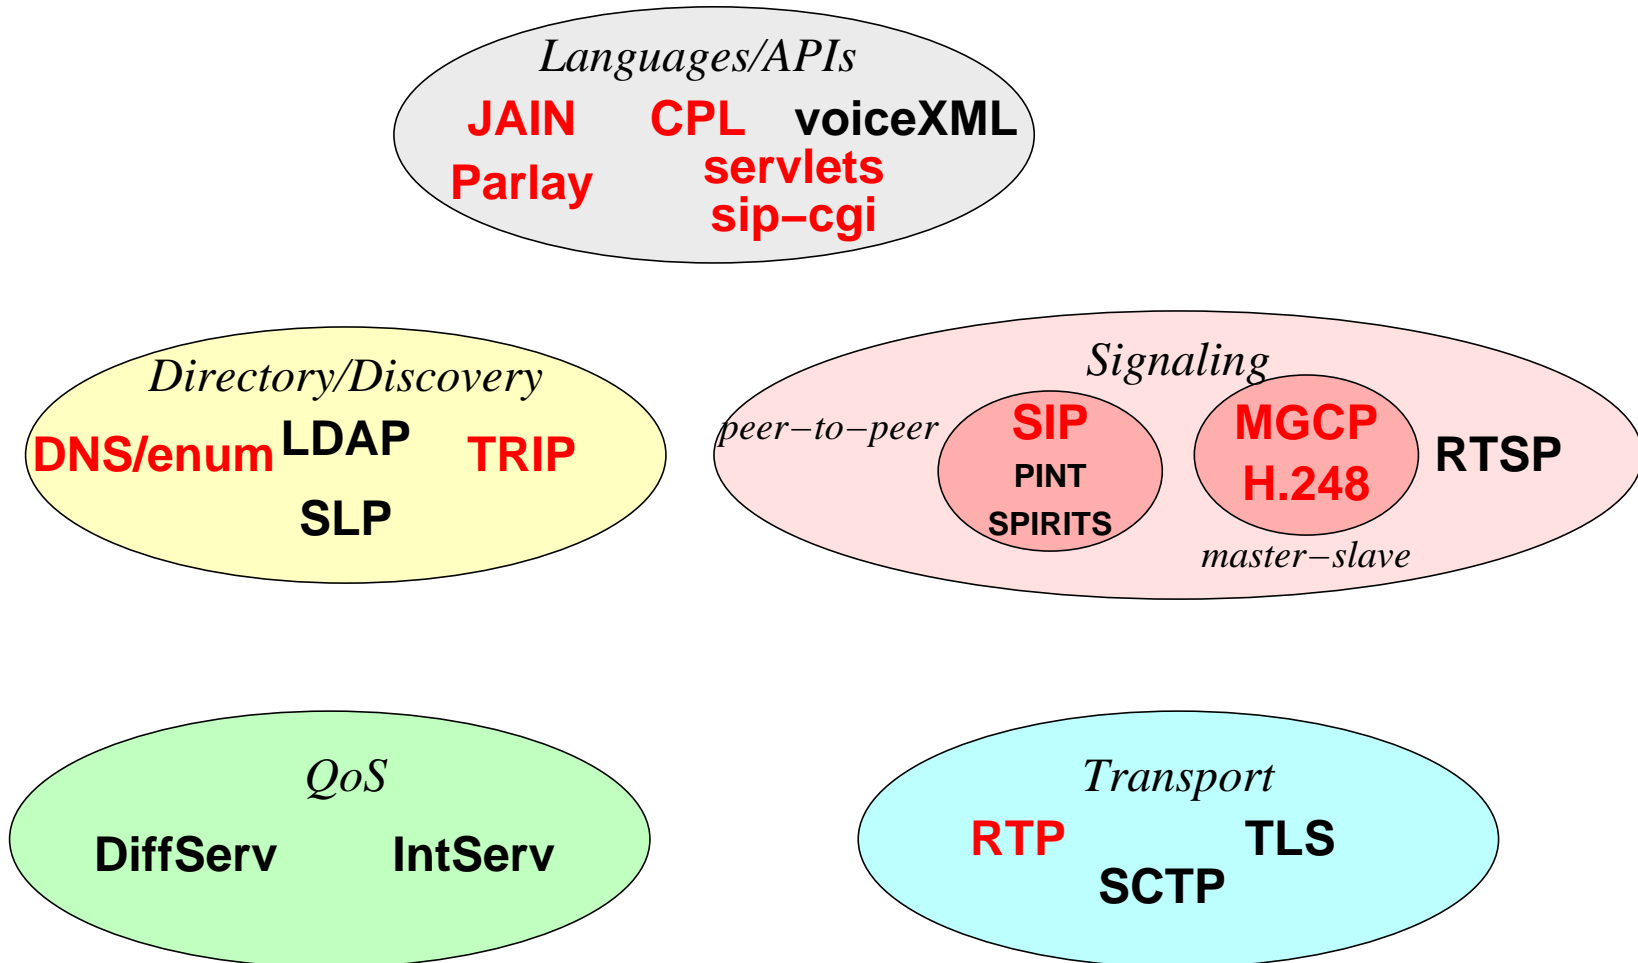 Languages/APIs
JAIN CPL voiceXML
Parlay servlets
sip−cgi
Directory/Discovery
DNS/enum LDAP TRIP
SLP
Signaling
peer−to−peer SIP MGCP RTSP
PINT H.248
SPIRITS
master−slave
QoS
DiffServ IntServ
Transport
RTP TLS
SCTP